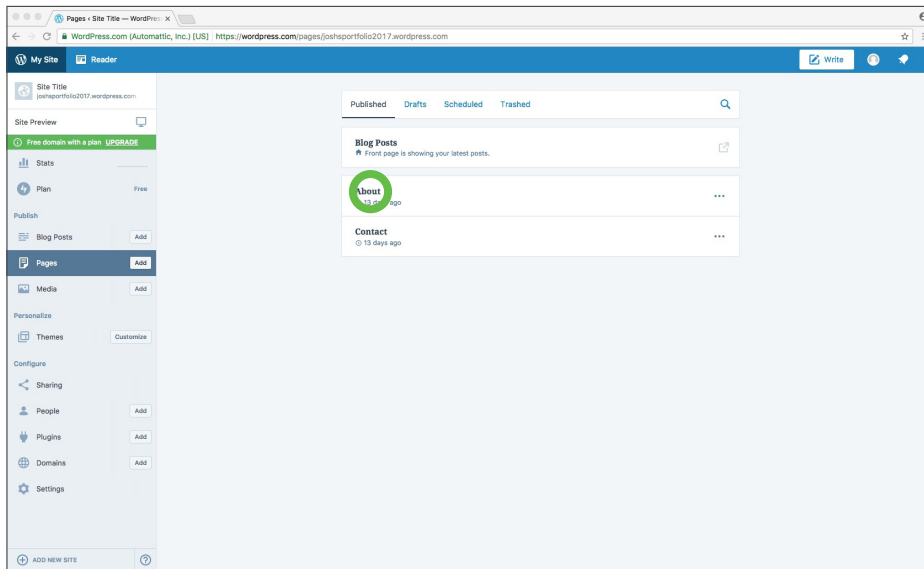 Pages ‹ Site Title — WordPres
WordPress.com (Automattic, Inc.) [US] https://wordpress.com/pages/joshsportfolio2017.wordpress.com
My Site Reader Write
Site Title
joshsportfolio2017.wordpress.com
Site Preview
Free domain with a plan UPGRADE
Stats
Plan Free
Publish
Blog Posts Add
Pages Add
Media Add
Personalize
Themes Customize
Configure
Sharing
People Add
Plugins Add
Domains Add
Settings
ADD NEW SITE
Published Drafts Scheduled Trashed
Blog Posts
Front page is showing your latest posts.
About
13 days ago
Contact
13 days ago